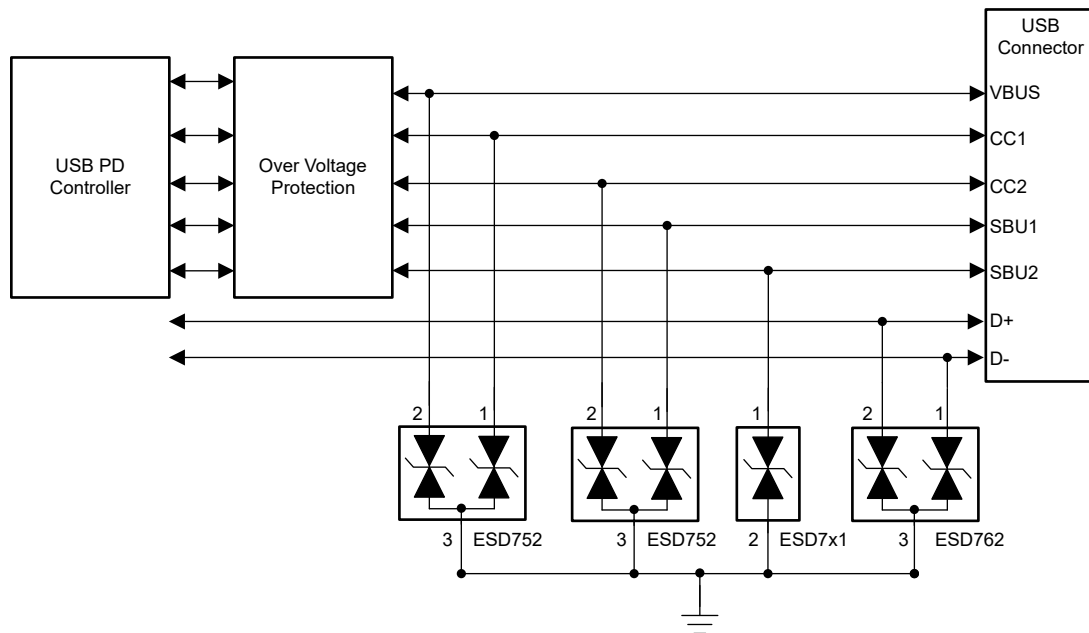 USB
Connector
VBUS
USB PD
Controller
Over Voltage
Protection
CC1
CC2
SBU1
SBU2
D+
D-
2 1 2 1 1 2 1
3 ESD752 3 ESD752 2 ESD7x1 3 ESD762